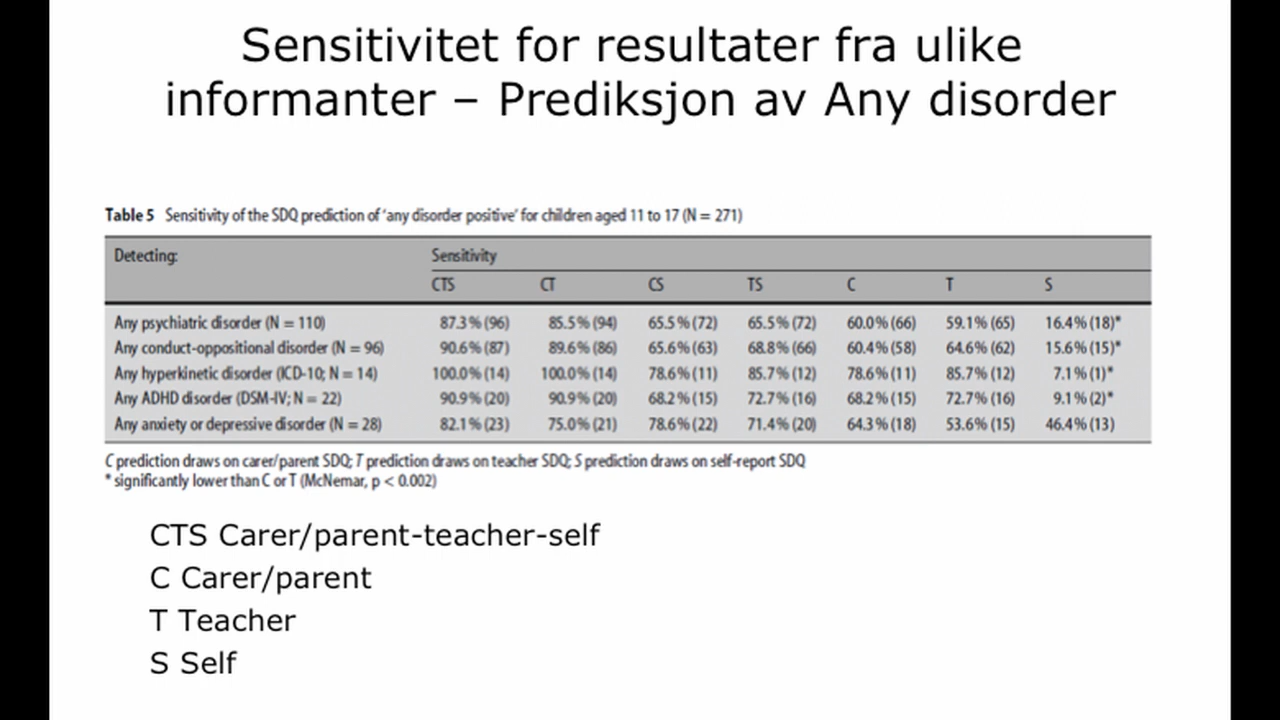 Sensitivitet for resultater fra ulike
informanter – Prediksjon av Any disorder
Table 5 Sensitivity of the SDQ prediction of 'any disorder positive' for children aged 11 to 17 (N = 271)
Detecting: Sensitivity
CTS CT CS TS C T S
Any psychiatric disorder (N = 110) 87.3% (96) 85.5% (94) 65.5% (72) 65.5% (72) 60.0% (66) 59.1% (65) 16.4% (18)*
Any conduct-oppositional disorder (N = 96) 90.6% (87) 89.6% (86) 65.6% (63) 68.8% (66) 60.4% (58) 64.6% (62) 15.6% (15)*
Any hyperkinetic disorder (ICD-10; N = 14) 100.0% (14) 100.0% (14) 78.6% (11) 85.7% (12) 78.6% (11) 85.7% (12) 7.1% (1)*
Any ADHD disorder (DSM-IV; N = 22) 90.9% (20) 90.9% (20) 68.2% (15) 72.7% (16) 68.2% (15) 72.7% (16) 9.1% (2)*
Any anxiety or depressive disorder (N = 28) 82.1% (23) 75.0% (21) 78.6% (22) 71.4% (20) 64.3% (18) 53.6% (15) 46.4% (13)
C prediction draws on carer/parent SDQ; T prediction draws on teacher SDQ; S prediction draws on self-report SDQ
* significantly lower than C or T (McNemar, p < 0.002)
CTS Carer/parent-teacher-self
C Carer/parent
T Teacher
S Self